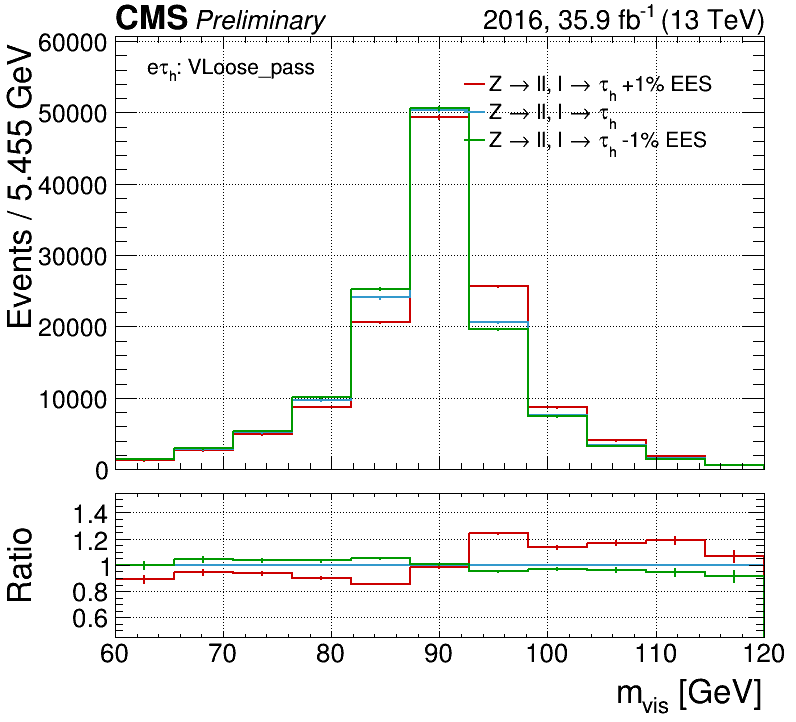 CMS Preliminary 2016, 35.9 fb⁻¹ (13 TeV)
Events / 5.455 GeV
60000
50000
40000
30000
20000
10000
0
eτₕ: VLoose_pass
Z → ll, l → τₕ +1% EES
Z → ll, l → τₕ
Z → ll, l → τₕ -1% EES
Ratio
1.4
1.2
1
0.8
0.6
60 70 80 90 100 110 120
m_vis [GeV]